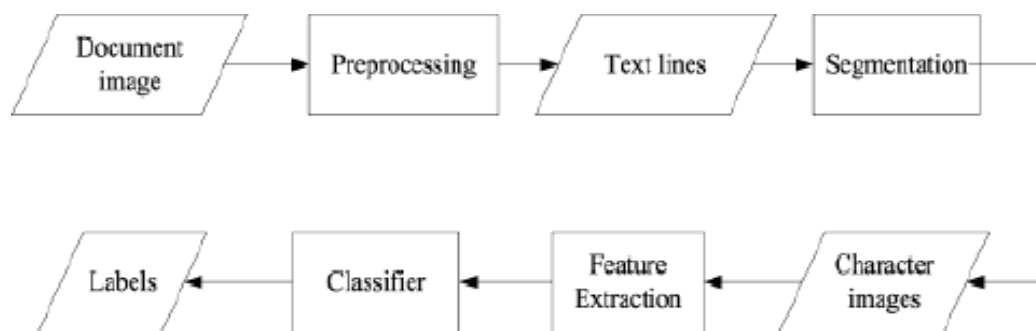 Document
image
Preprocessing
Text lines
Segmentation
Labels
Classifier
Feature
Extraction
Character
images